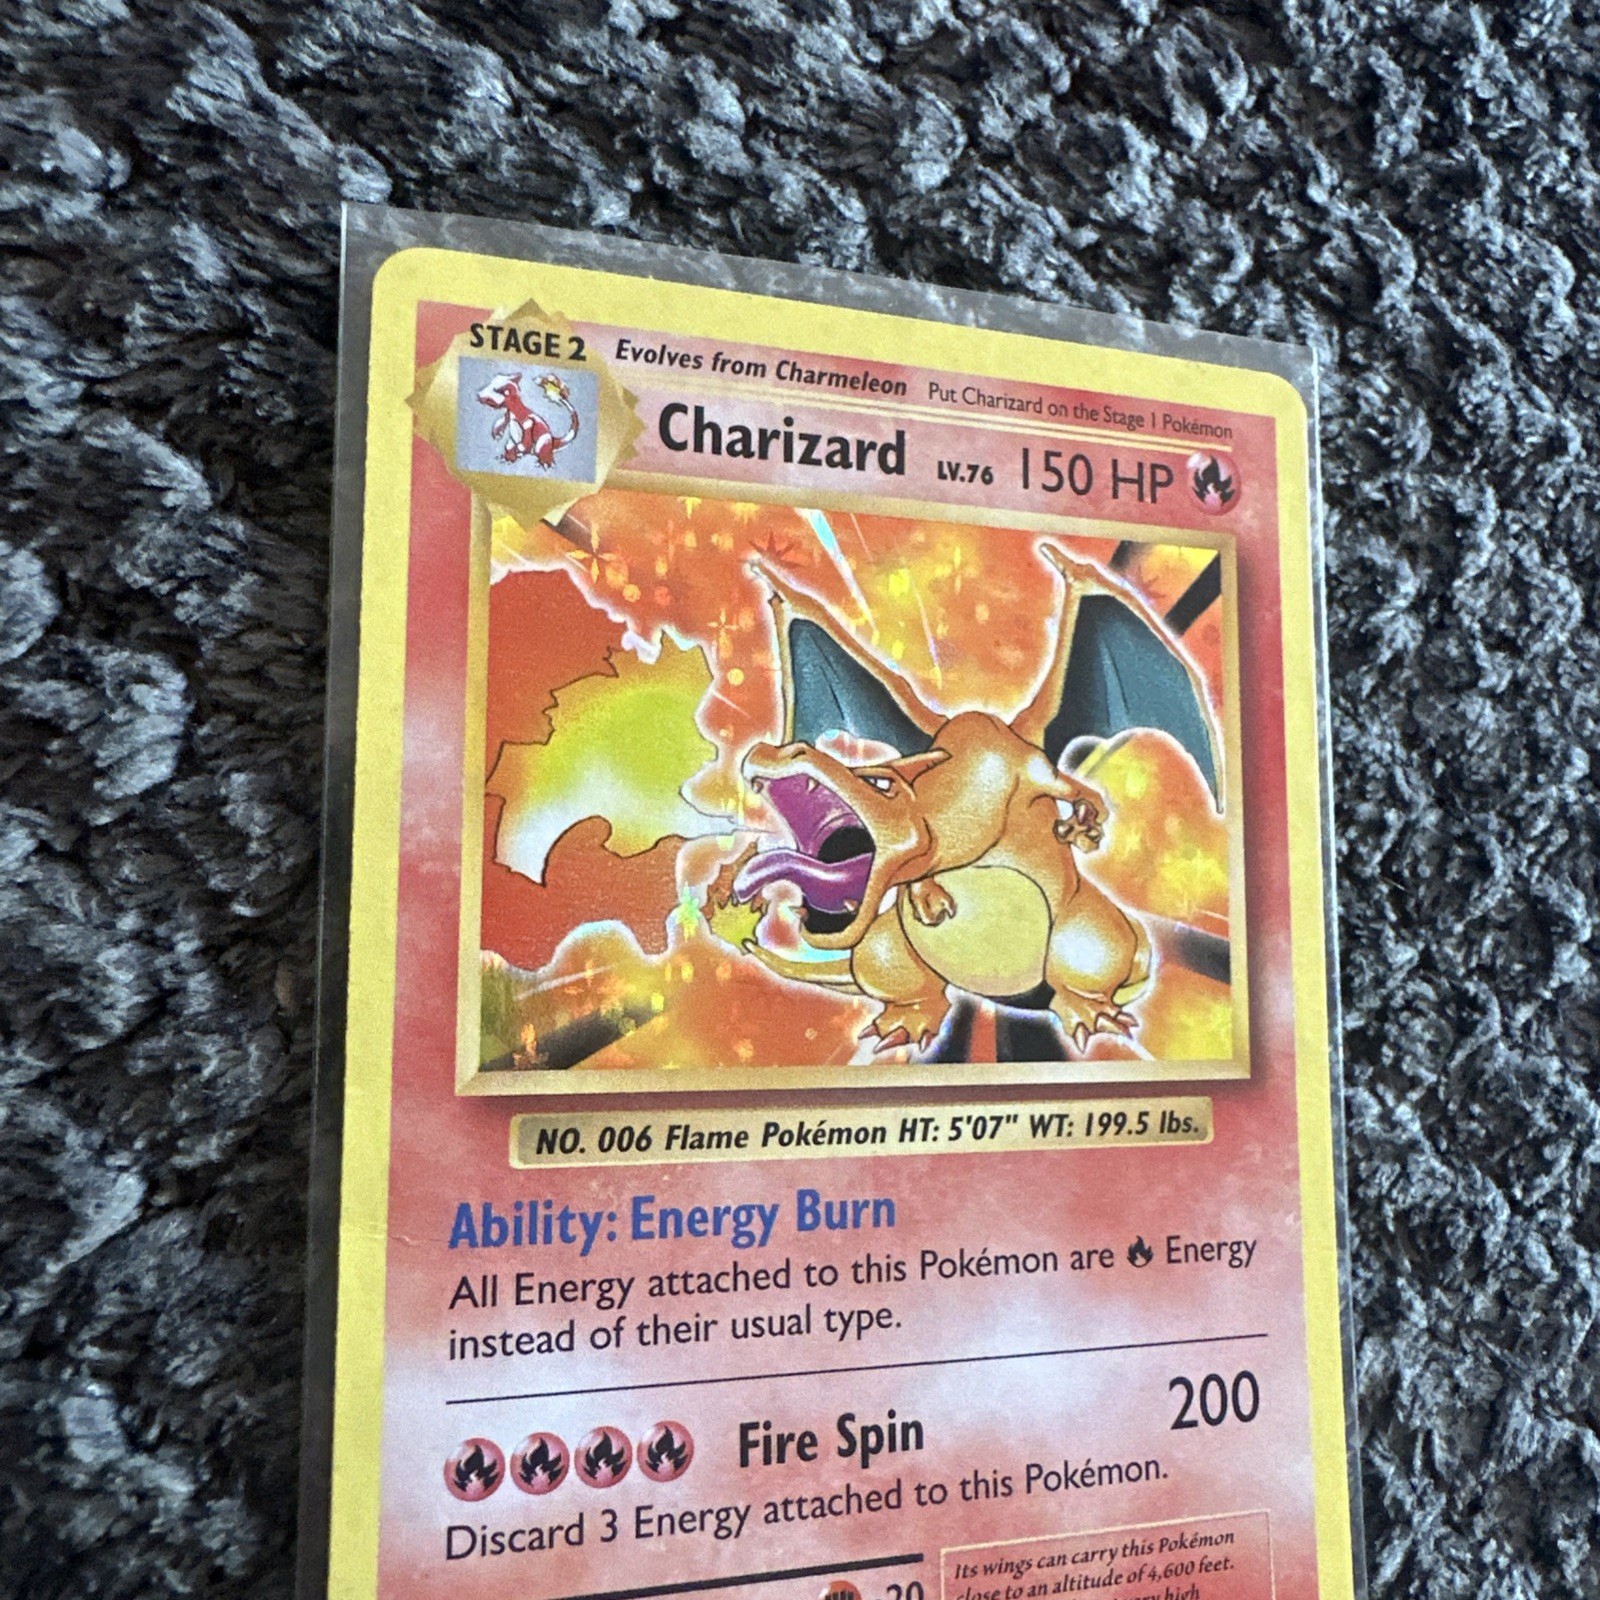 STAGE 2 Evolves from Charmeleon Put Charizard on the Stage 1 Pokémon
Charizard LV.76 150 HP
NO. 006 Flame Pokémon HT: 5'07" WT: 199.5 lbs.
Ability: Energy Burn
All Energy attached to this Pokémon are Energy
instead of their usual type.
Fire Spin 200
Discard 3 Energy attached to this Pokémon.
Its wings can carry this Pokémon
close to an altitude of 4,600 feet.
high
20